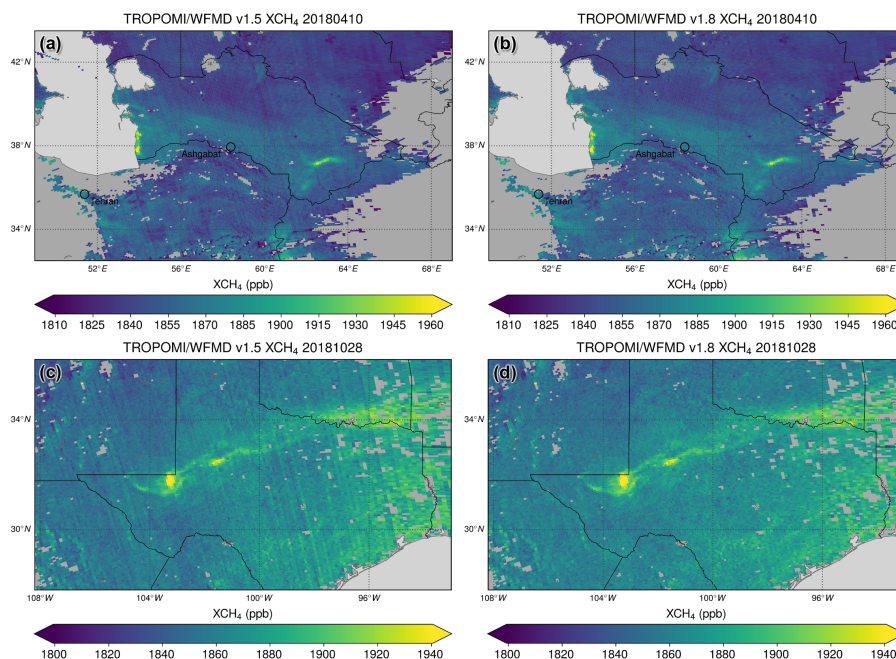 TROPOMI/WFMD v1.5 XCH₄ 20180410
(a)
42°N
38°N
34°N
Ashgabat
Tehran
52°E 56°E 60°E 64°E 68°E
XCH₄ (ppb)
1810 1825 1840 1855 1870 1885 1900 1915 1930 1945 1960
TROPOMI/WFMD v1.8 XCH₄ 20180410
(b)
42°N
38°N
34°N
Ashgabat
Tehran
52°E 56°E 60°E 64°E 68°E
XCH₄ (ppb)
1810 1825 1840 1855 1870 1885 1900 1915 1930 1945 1960
TROPOMI/WFMD v1.5 XCH₄ 20181028
(c)
34°N
30°N
108°W 104°W 100°W 96°W
XCH₄ (ppb)
1800 1820 1840 1860 1880 1900 1920 1940
TROPOMI/WFMD v1.8 XCH₄ 20181028
(d)
34°N
30°N
108°W 104°W 100°W 96°W
XCH₄ (ppb)
1800 1820 1840 1860 1880 1900 1920 1940